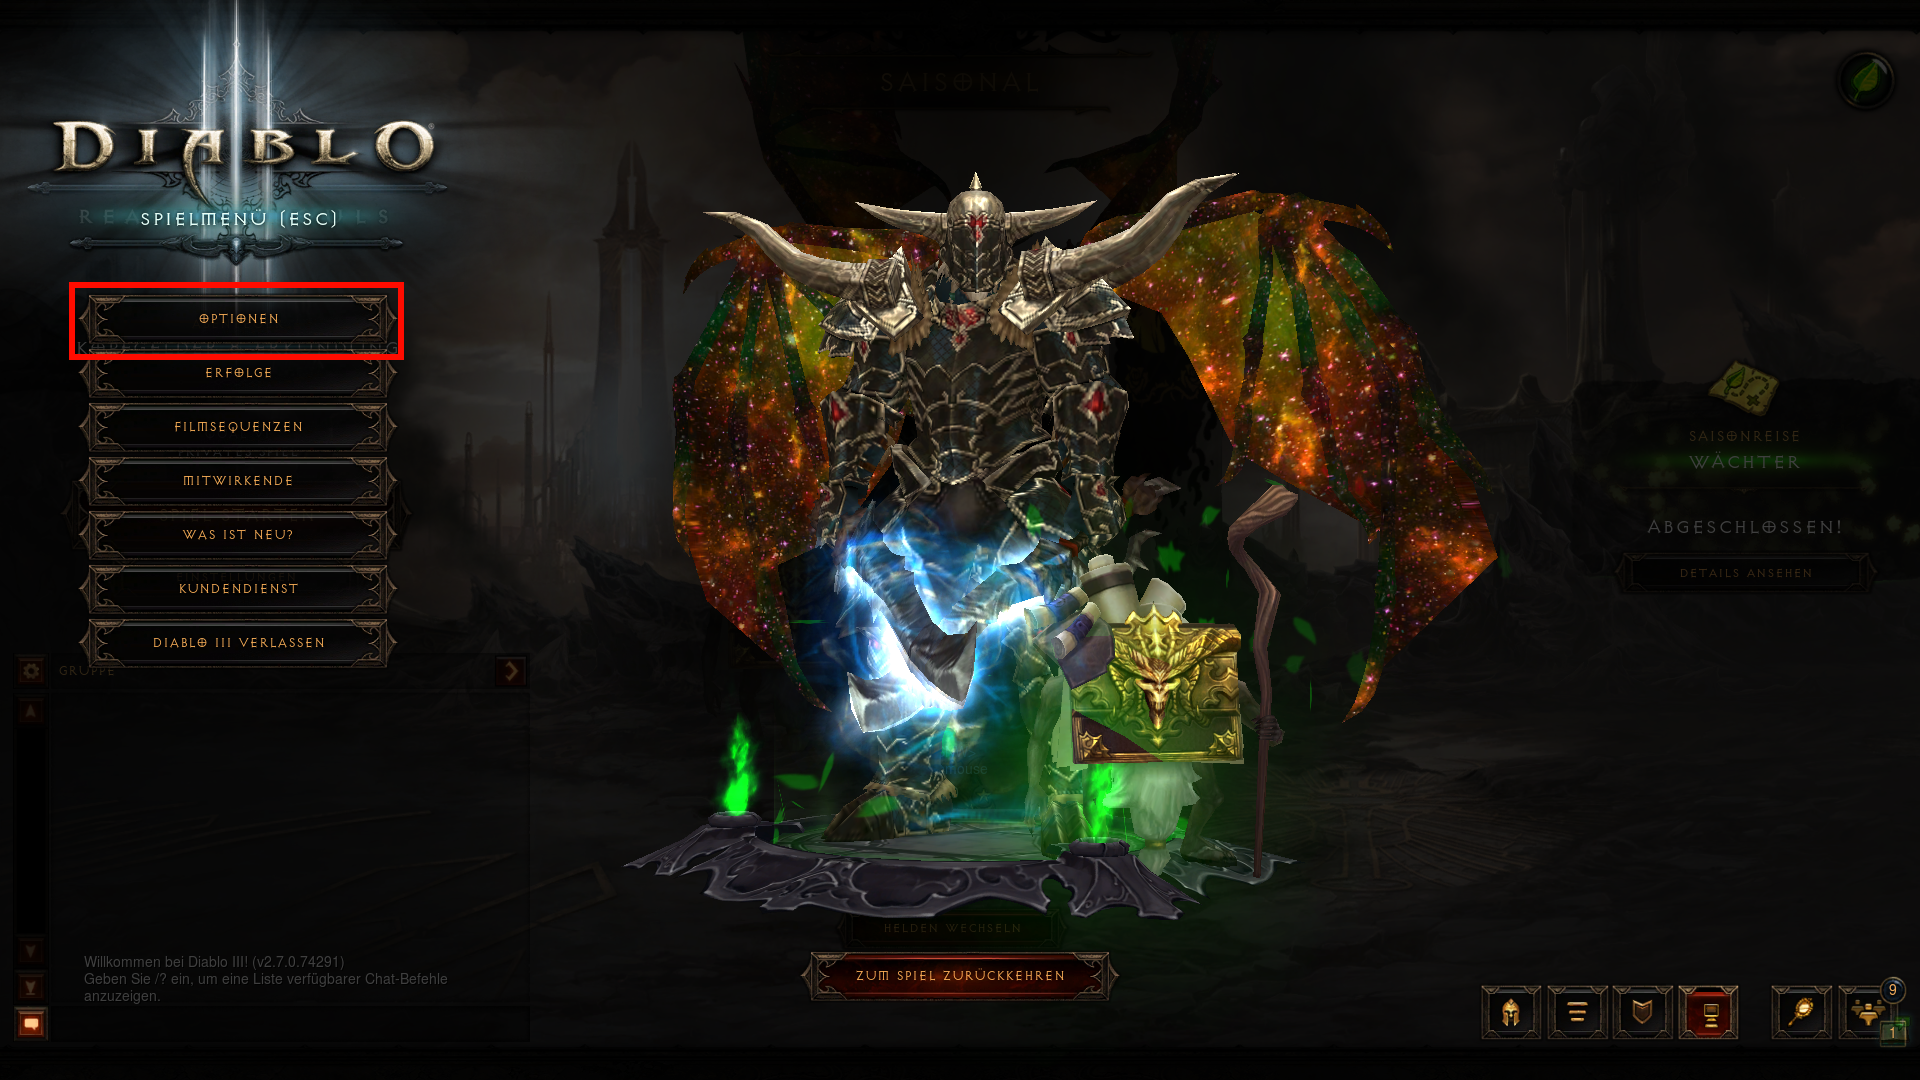 SAISONAL
DIABLO
SPIELMENÜ (ESC)
OPTIONEN
ERFOLGE
FILMSEQUENZEN
MITWIRKENDE
WAS IST NEU?
KUNDENDIENST
DIABLO III VERLASSEN
GRUPPE
SAISONREISE
WÄCHTER
ABGESCHLOSSEN!
DETAILS ANSEHEN
Willkommen bei Diablo III! (v2.7.0.74291)
Geben Sie /? ein, um eine Liste verfügbarer Chat-Befehle
anzuzeigen.
HELDEN WECHSELN
ZUM SPIEL ZURÜCKKEHREN
9
1